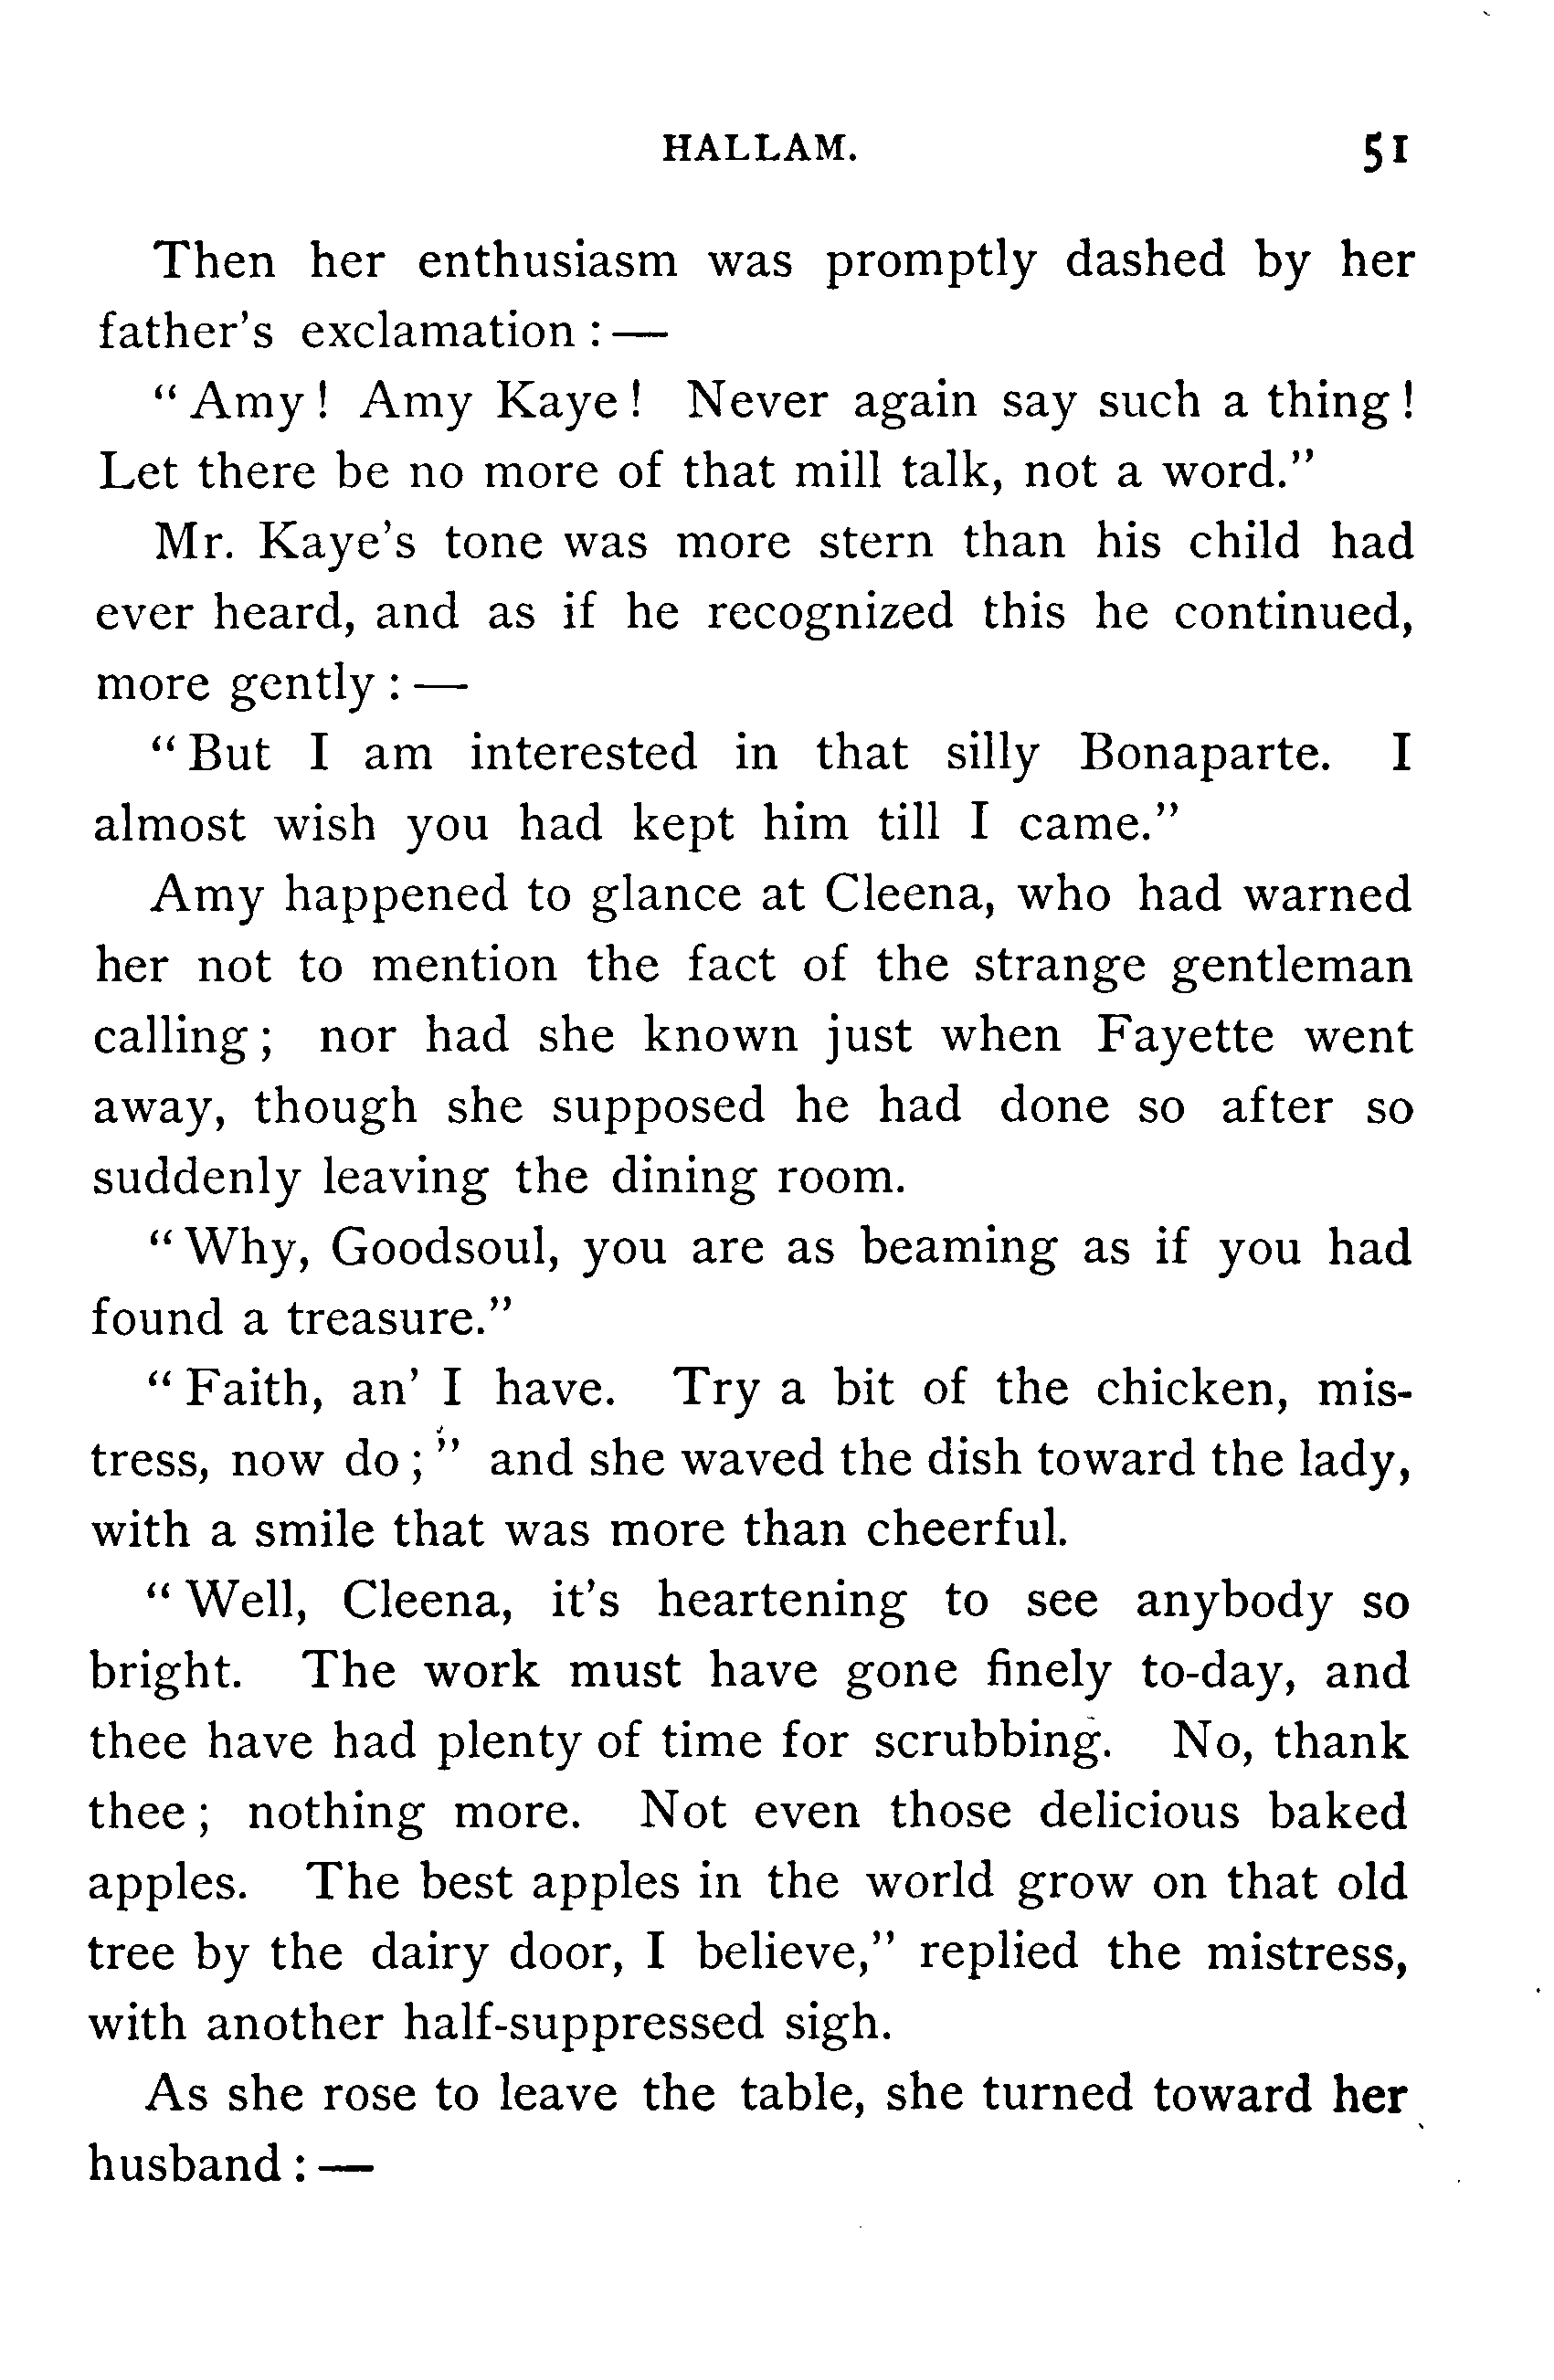 HALLAM. 51
Then her enthusiasm was promptly dashed by her
father's exclamation : —
“ Amy ! Amy Kaye ! Never again say such a thing !
Let there be no more of that mill talk, not a word.”
Mr. Kaye's tone was more stern than his child had
ever heard, and as if he recognized this he continued,
more gently : —
“ But I am interested in that silly Bonaparte. I
almost wish you had kept him till I came.”
Amy happened to glance at Cleena, who had warned
her not to mention the fact of the strange gentleman
calling ; nor had she known just when Fayette went
away, though she supposed he had done so after so
suddenly leaving the dining room.
“ Why, Goodsoul, you are as beaming as if you had
found a treasure.”
“ Faith, an' I have. Try a bit of the chicken, mis-
tress, now do ; ” and she waved the dish toward the lady,
with a smile that was more than cheerful.
“ Well, Cleena, it's heartening to see anybody so
bright. The work must have gone finely to-day, and
thee have had plenty of time for scrubbing. No, thank
thee ; nothing more. Not even those delicious baked
apples. The best apples in the world grow on that old
tree by the dairy door, I believe,” replied the mistress,
with another half-suppressed sigh.
As she rose to leave the table, she turned toward her
husband : —